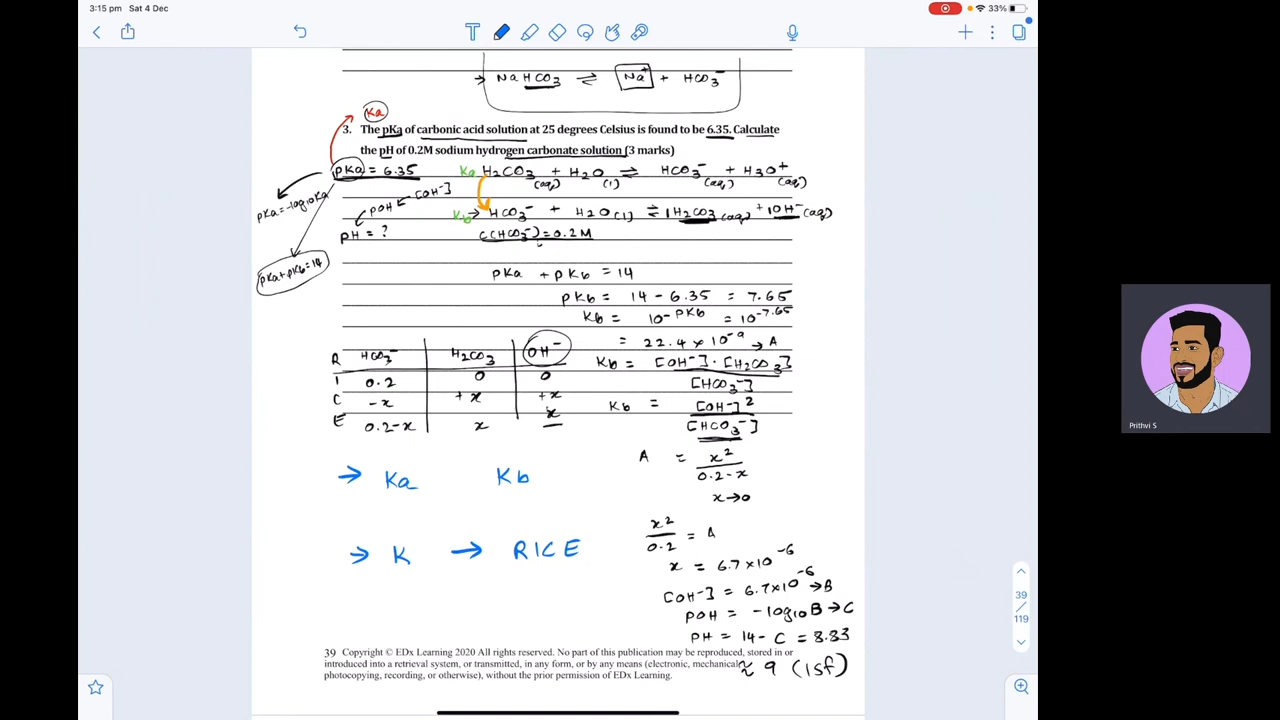 3:15 pm Sat 4 Dec
33%
T
→ NaHCO3 ⇌ Na+ + HCO3-
Ka
3. The pKa of carbonic acid solution at 25 degrees Celsius is found to be 6.35. Calculate
the pH of 0.2M sodium hydrogen carbonate solution (3 marks)
pKa = 6.35
Ka H2CO3 (aq) + H2O (l) ⇌ HCO3- (aq) + H3O+ (aq)
pKa = -log10Ka
pOH ← [OH-]
Kb → HCO3- + H2O(l) ⇌ 1H2CO3(aq) + 1OH-(aq)
pH = ?
C(HCO3-) = 0.2M
pKa + pKb = 14
pKa + pKb = 14
pKb = 14 - 6.35 = 7.65
Kb = 10-pKb = 10-7.65
= 22.4 × 10-9 → A
R HCO3- H2CO3 OH-
I 0.2 0 0
C -x +x +x
E 0.2-x x x
Kb = [OH-] · [H2CO3]
[HCO3-]
Kb = [OH-]2
[HCO3-]
A = x2
0.2-x
x→0
→ Ka Kb
→ K → RICE
x2
0.2 = A
x = 6.7×10-6
[OH-] = 6.7×10-6 → B
pOH = -log10B → C
pH = 14 - C = 8.83
≈ 9 (1sf)
39 Copyright © EDx Learning 2020 All rights reserved. No part of this publication may be reproduced, stored in or
introduced into a retrieval system, or transmitted, in any form, or by any means (electronic, mechanical,
photocopying, recording, or otherwise), without the prior permission of EDx Learning.
39
/
119
Prithvi S